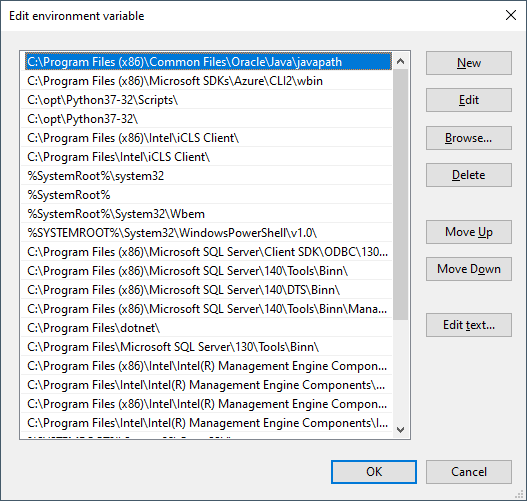 Edit environment variable
C:\Program Files (x86)\Common Files\Oracle\Java\javapath
C:\Program Files (x86)\Microsoft SDKs\Azure\CLI2\wbin
C:\opt\Python37-32\Scripts\
C:\opt\Python37-32\
C:\Program Files (x86)\Intel\iCLS Client\
C:\Program Files\Intel\iCLS Client\
%SystemRoot%\system32
%SystemRoot%
%SystemRoot%\System32\Wbem
%SYSTEMROOT%\System32\WindowsPowerShell\v1.0\
C:\Program Files (x86)\Microsoft SQL Server\Client SDK\ODBC\130...
C:\Program Files (x86)\Microsoft SQL Server\140\Tools\Binn\
C:\Program Files (x86)\Microsoft SQL Server\140\DTS\Binn\
C:\Program Files (x86)\Microsoft SQL Server\140\Tools\Binn\Mana...
C:\Program Files\dotnet\
C:\Program Files\Microsoft SQL Server\130\Tools\Binn\
C:\Program Files (x86)\Intel\Intel(R) Management Engine Compon...
C:\Program Files\Intel\Intel(R) Management Engine Components\...
C:\Program Files (x86)\Intel\Intel(R) Management Engine Compon...
C:\Program Files\Intel\Intel(R) Management Engine Components\I...
New
Edit
Browse...
Delete
Move Up
Move Down
Edit text...
OK
Cancel